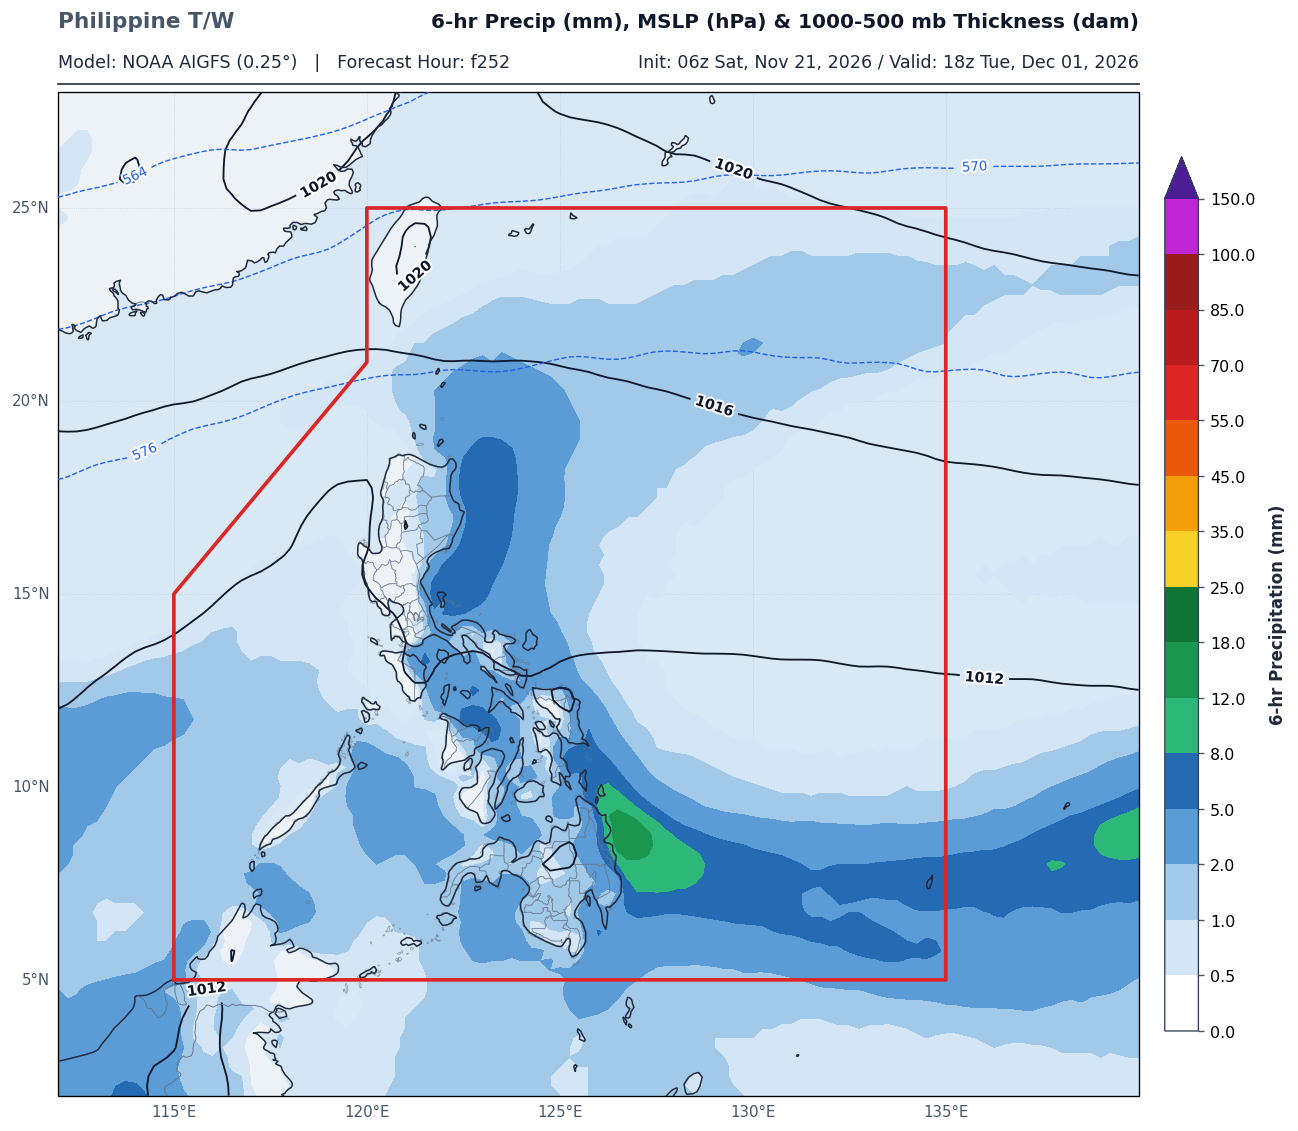 Philippine T/W
6-hr Precip (mm), MSLP (hPa) & 1000-500 mb Thickness (dam)
Model: NOAA AIGFS (0.25°) | Forecast Hour: f252
Init: 06z Sat, Nov 21, 2026 / Valid: 18z Tue, Dec 01, 2026
25°N
20°N
15°N
10°N
5°N
115°E
120°E
125°E
130°E
135°E
564
1020
1020
570
1020
1016
576
1012
1012
150.0
100.0
85.0
70.0
55.0
45.0
35.0
25.0
18.0
12.0
8.0
5.0
2.0
1.0
0.5
0.0
6-hr Precipitation (mm)